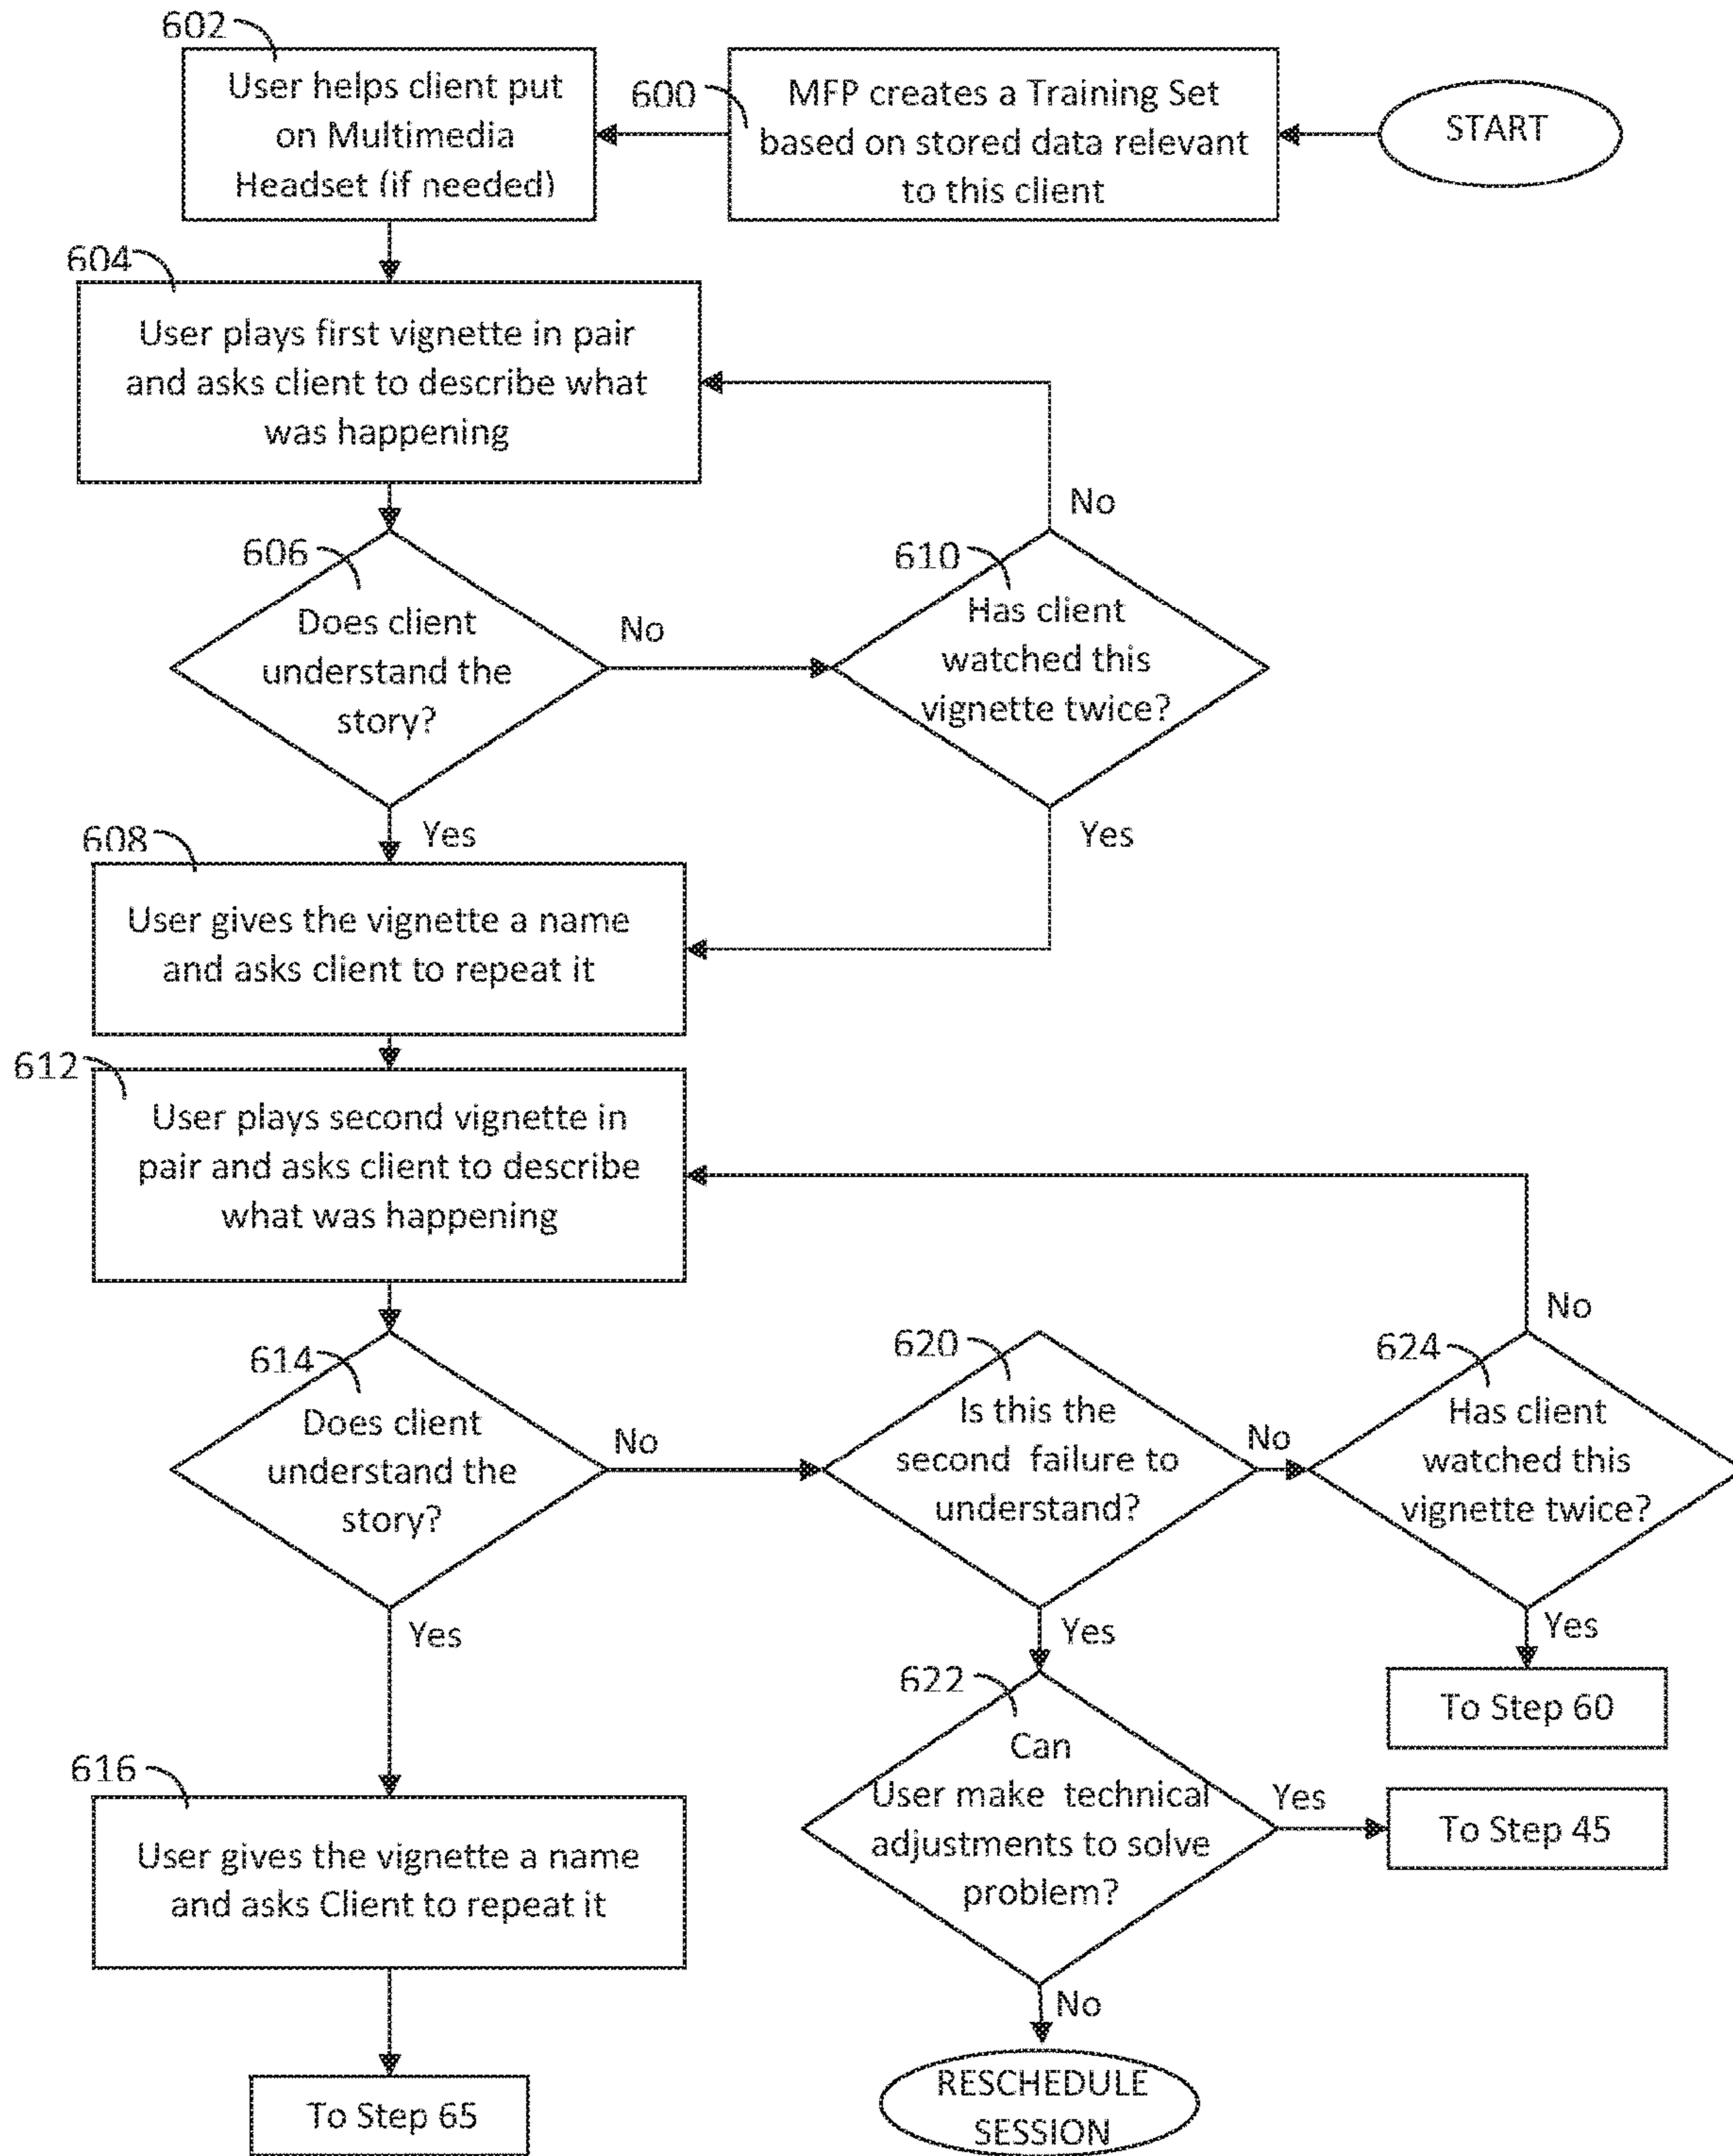 602
User helps client put
on Multimedia
Headset (if needed)
600
MFP creates a Training Set
based on stored data relevant
to this client
START
604
User plays first vignette in pair
and asks client to describe what
was happening
No
606
Does client
understand the
story?
No
610
Has client
watched this
vignette twice?
Yes
Yes
608
User gives the vignette a name
and asks client to repeat it
612
User plays second vignette in
pair and asks client to describe
what was happening
No
614
Does client
understand the
story?
No
620
Is this the
second failure to
understand?
No
624
Has client
watched this
vignette twice?
Yes
Yes
Yes
622
Can
User make technical
adjustments to solve
problem?
Yes
To Step 60
To Step 45
616
User gives the vignette a name
and asks Client to repeat it
No
To Step 65
RESCHEDULE
SESSION